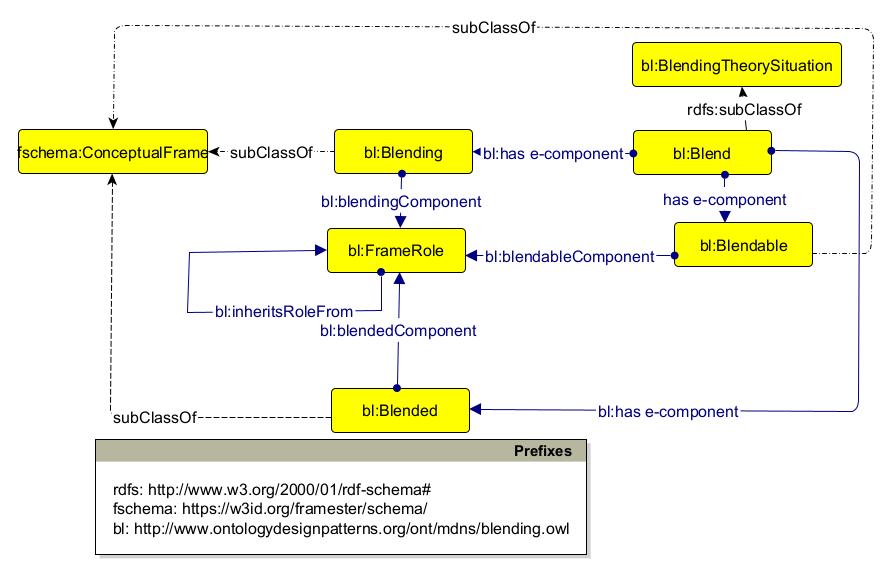 subClassOf
bl:BlendingTheorySituation
rdfs:subClassOf
fschema:ConceptualFrame
subClassOf
bl:Blending
bl:has e-component
bl:Blend
bl:blendingComponent
has e-component
bl:FrameRole
bl:blendableComponent
bl:Blendable
bl:inheritsRoleFrom
bl:blendedComponent
subClassOf
bl:Blended
bl:has e-component
Prefixes
rdfs: http://www.w3.org/2000/01/rdf-schema#
fschema: https://w3id.org/framester/schema/
bl: http://www.ontologydesignpatterns.org/ont/mdns/blending.owl